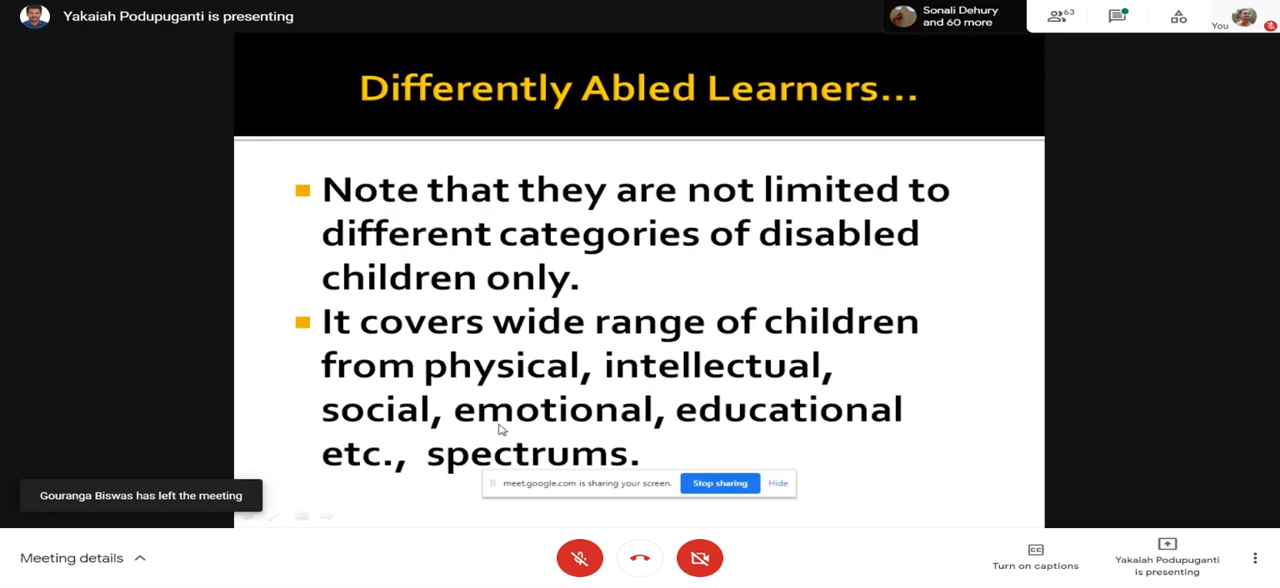 Yakaiah Podupuganti is presenting
Sonali Dehury
and 60 more
63
You
Differently Abled Learners...
Note that they are not limited to
different categories of disabled
children only.
It covers wide range of children
from physical, intellectual,
social, emotional, educational
etc., spectrums.
meet.google.com is sharing your screen.
Stop sharing
Hide
Gouranga Biswas has left the meeting
Meeting details
CC
Turn on captions
Yakaiah Podupuganti
is presenting